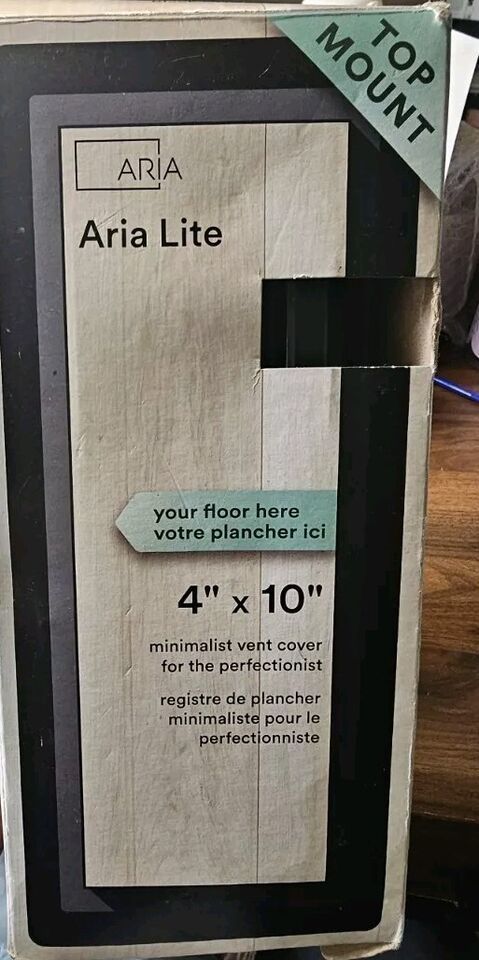 TOP
MOUNT
ARIA
Aria Lite
your floor here
votre plancher ici
4" x 10"
minimalist vent cover
for the perfectionist
registre de plancher
minimaliste pour le
perfectionniste